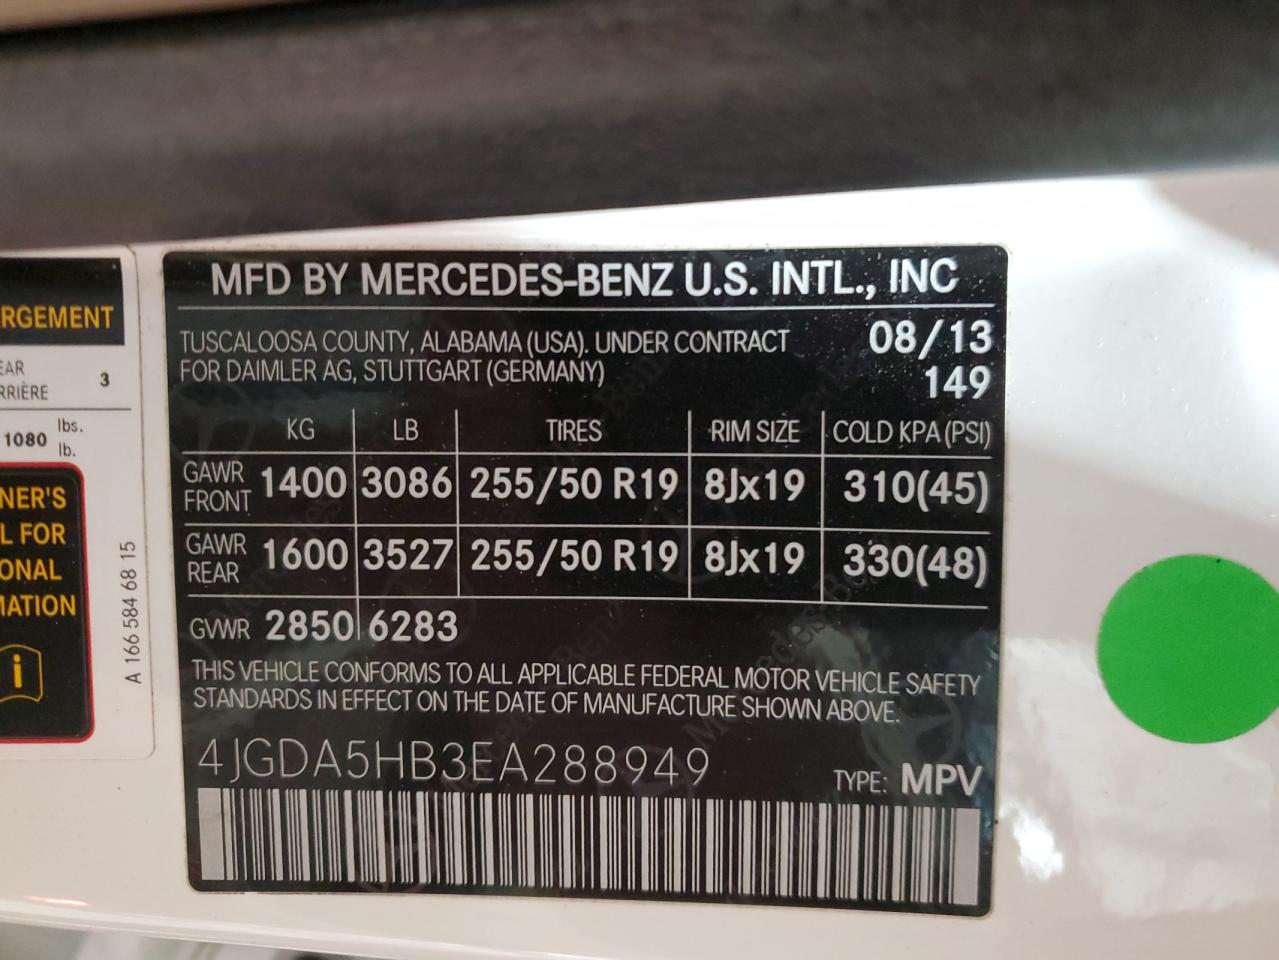 RGEMENT
EAR
RRIÈRE
3
1080 lbs.
lb.
NER'S
L FOR
ONAL
MATION
i
A 166 584 68 15
MFD BY MERCEDES-BENZ U.S. INTL., INC
TUSCALOOSA COUNTY, ALABAMA (USA). UNDER CONTRACT 08/13
FOR DAIMLER AG, STUTTGART (GERMANY) 149
KG LB TIRES RIM SIZE COLD KPA (PSI)
GAWR FRONT 1400 3086 255/50 R19 8Jx19 310(45)
GAWR REAR 1600 3527 255/50 R19 8Jx19 330(48)
GVWR 2850 6283
THIS VEHICLE CONFORMS TO ALL APPLICABLE FEDERAL MOTOR VEHICLE SAFETY
STANDARDS IN EFFECT ON THE DATE OF MANUFACTURE SHOWN ABOVE.
4JGDA5HB3EA288949 TYPE: MPV